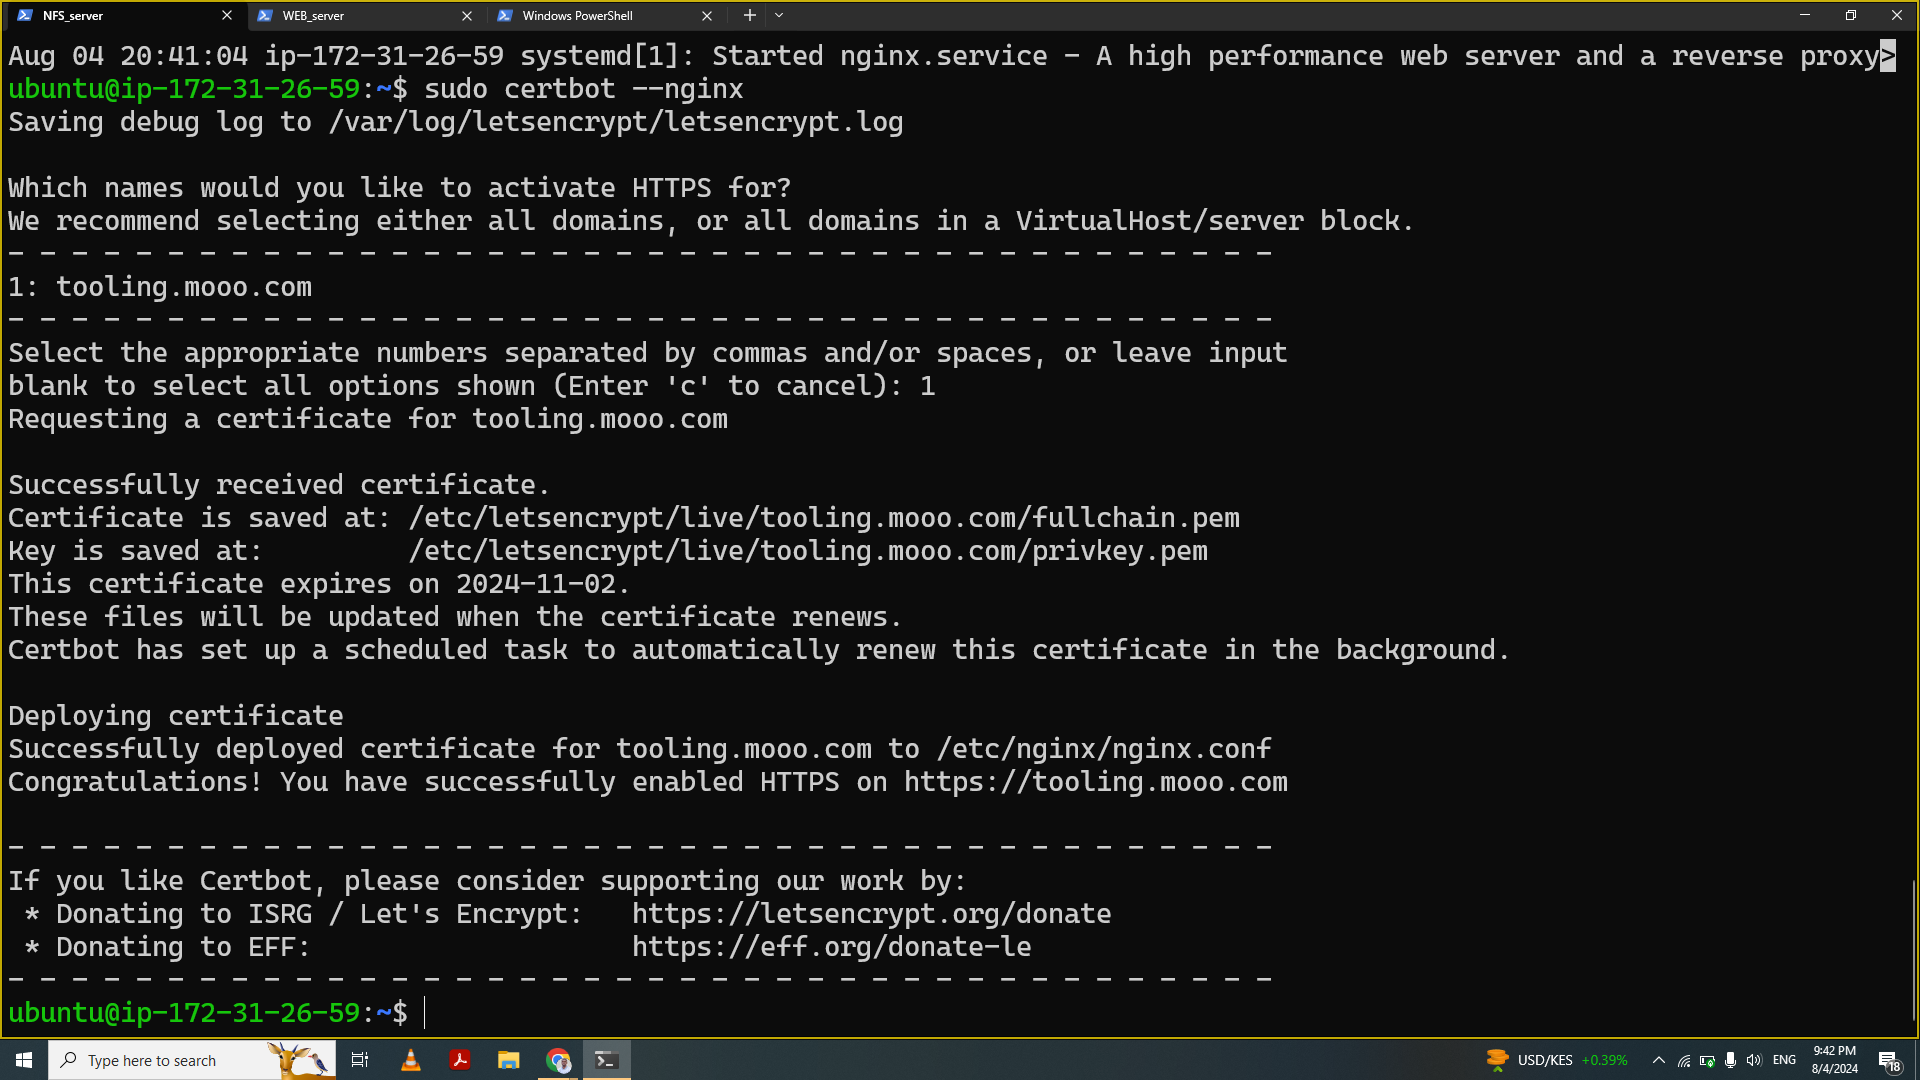 NFS_server
WEB_server
Windows PowerShell
Aug 04 20:41:04 ip-172-31-26-59 systemd[1]: Started nginx.service - A high performance web server and a reverse proxy>
ubuntu@ip-172-31-26-59:~$ sudo certbot --nginx
Saving debug log to /var/log/letsencrypt/letsencrypt.log
Which names would you like to activate HTTPS for?
We recommend selecting either all domains, or all domains in a VirtualHost/server block.
- - - - - - - - - - - - - - - - - - - - - - - - - - - - - - - - - - - - - - - -
1: tooling.mooo.com
- - - - - - - - - - - - - - - - - - - - - - - - - - - - - - - - - - - - - - - -
Select the appropriate numbers separated by commas and/or spaces, or leave input
blank to select all options shown (Enter 'c' to cancel): 1
Requesting a certificate for tooling.mooo.com
Successfully received certificate.
Certificate is saved at: /etc/letsencrypt/live/tooling.mooo.com/fullchain.pem
Key is saved at:         /etc/letsencrypt/live/tooling.mooo.com/privkey.pem
This certificate expires on 2024-11-02.
These files will be updated when the certificate renews.
Certbot has set up a scheduled task to automatically renew this certificate in the background.
Deploying certificate
Successfully deployed certificate for tooling.mooo.com to /etc/nginx/nginx.conf
Congratulations! You have successfully enabled HTTPS on https://tooling.mooo.com
- - - - - - - - - - - - - - - - - - - - - - - - - - - - - - - - - - - - - - - -
If you like Certbot, please consider supporting our work by:
 * Donating to ISRG / Let's Encrypt:   https://letsencrypt.org/donate
 * Donating to EFF:                    https://eff.org/donate-le
- - - - - - - - - - - - - - - - - - - - - - - - - - - - - - - - - - - - - - - -
ubuntu@ip-172-31-26-59:~$
Type here to search
USD/KES +0.39%
ENG
9:42 PM
8/4/2024
18